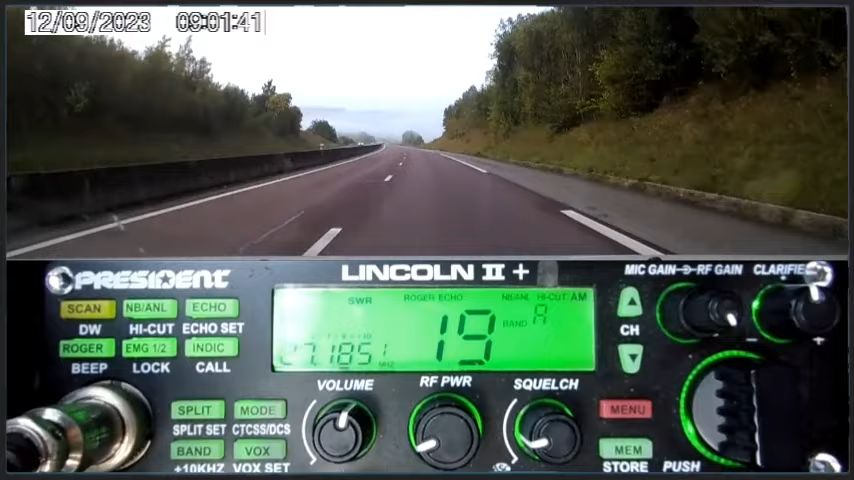 12/09/2023 09:01:41
PRESIDENT
LINCOLN II +
MIC GAIN RF GAIN CLARIFIER
SCAN NB/ANL ECHO
DW HI-CUT ECHO SET
ROGER EMG 1/2 INDIC
BEEP LOCK CALL
SWR ROGER ECHO NB/ANL HI-CUT AM
19 BAND A
27.1851 MHz
CH
VOLUME RF PWR SQUELCH
SPLIT MODE
SPLIT SET CTCSS/DCS
BAND VOX
+10KHZ VOX SET
MENU
MEM
STORE PUSH
- +